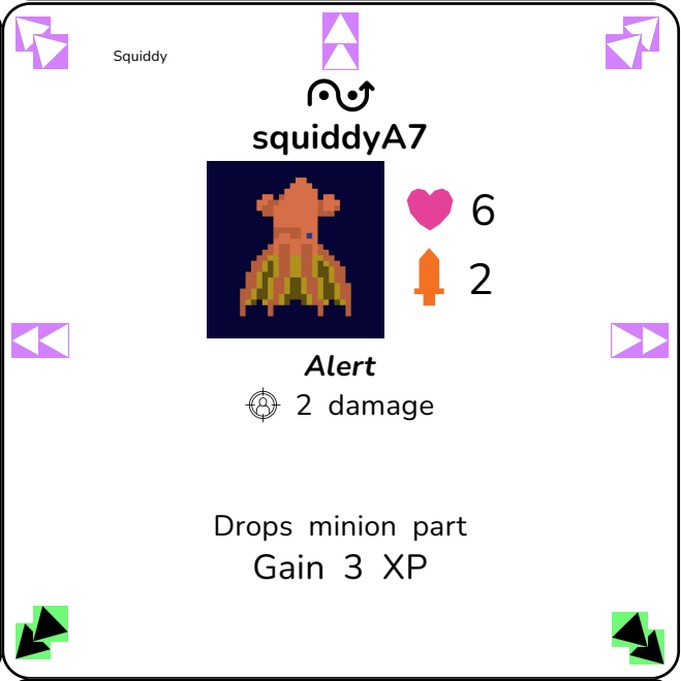 Squiddy
squiddyA7
6
2
Alert
2 damage
Drops minion part
Gain 3 XP